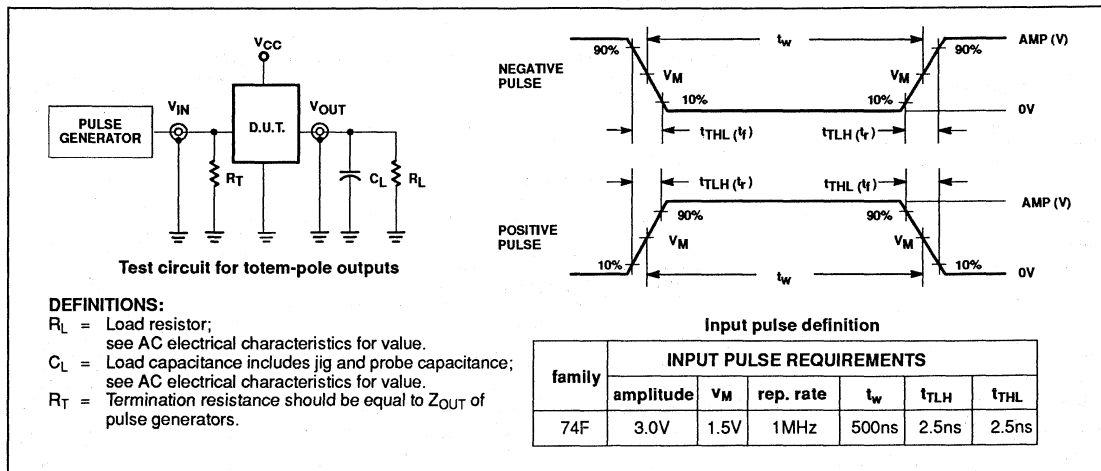 VCC
PULSE
GENERATOR
VIN
D.U.T.
VOUT
RT
CL
RL
Test circuit for totem-pole outputs
DEFINITIONS:
RL = Load resistor;
see AC electrical characteristics for value.
CL = Load capacitance includes jig and probe capacitance;
see AC electrical characteristics for value.
RT = Termination resistance should be equal to ZOUT of
pulse generators.
NEGATIVE
PULSE
90%
tw
90%
AMP (V)
VM
VM
10%
10%
0V
tTHL (tf)
tTLH (tr)
tTLH (tr)
tTHL (tf)
AMP (V)
POSITIVE
PULSE
90%
90%
VM
VM
10%
tw
10%
0V
Input pulse definition
family
INPUT PULSE REQUIREMENTS
amplitude VM rep. rate tw tTLH tTHL
74F 3.0V 1.5V 1MHz 500ns 2.5ns 2.5ns